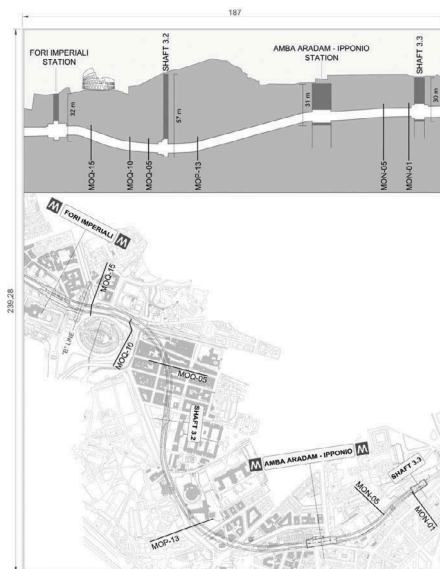 187
239,28
FORI IMPERIALI
STATION
SHAFT 3.2
AMBA ARADAM - IPPONIO
STATION
SHAFT 3.3
32 m
57 m
31 m
30 m
MOQ-15
MOQ-10
MOQ-05
MOP-13
MON-05
MON-01
M FORI IMPERIALI M
MOQ-15
"B" LINE
MOQ-10
MOQ-05
SHAFT 3.2
M AMBA ARADAM - IPPONIO M
SHAFT 3.3
MON-05
MON-01
MOP-13